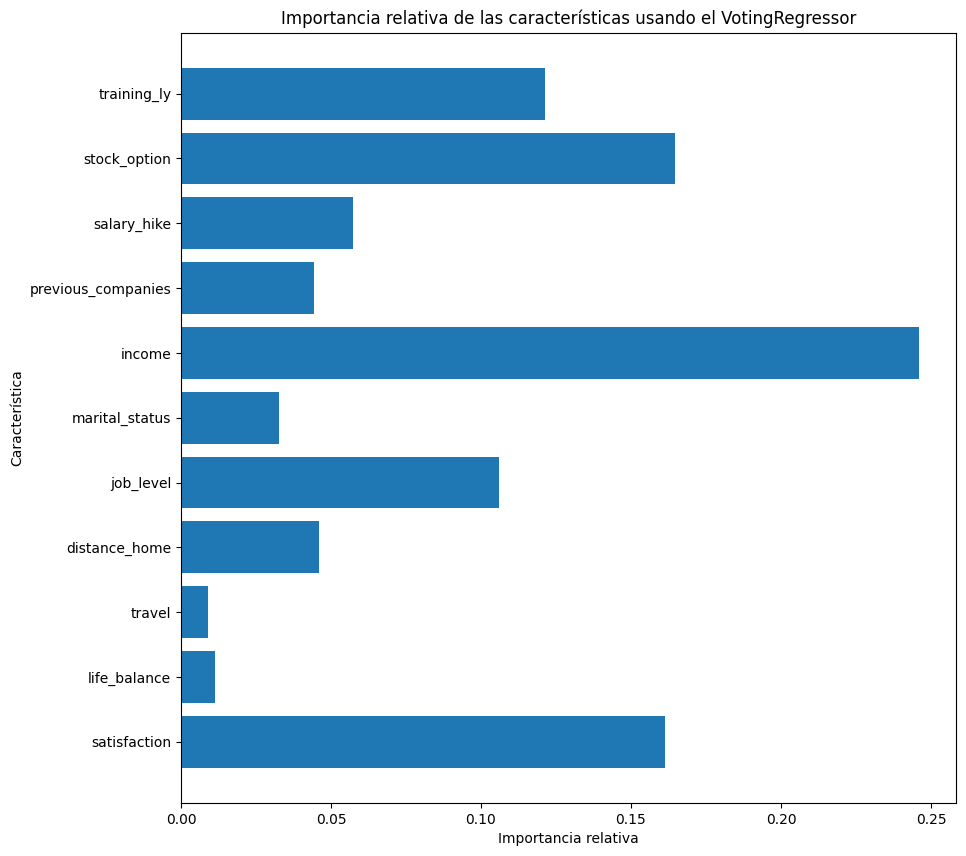 Importancia relativa de las características usando el VotingRegressor
training_ly
stock_option
salary_hike
previous_companies
income
marital_status
job_level
distance_home
travel
life_balance
satisfaction
Característica
0.00 0.05 0.10 0.15 0.20 0.25
Importancia relativa